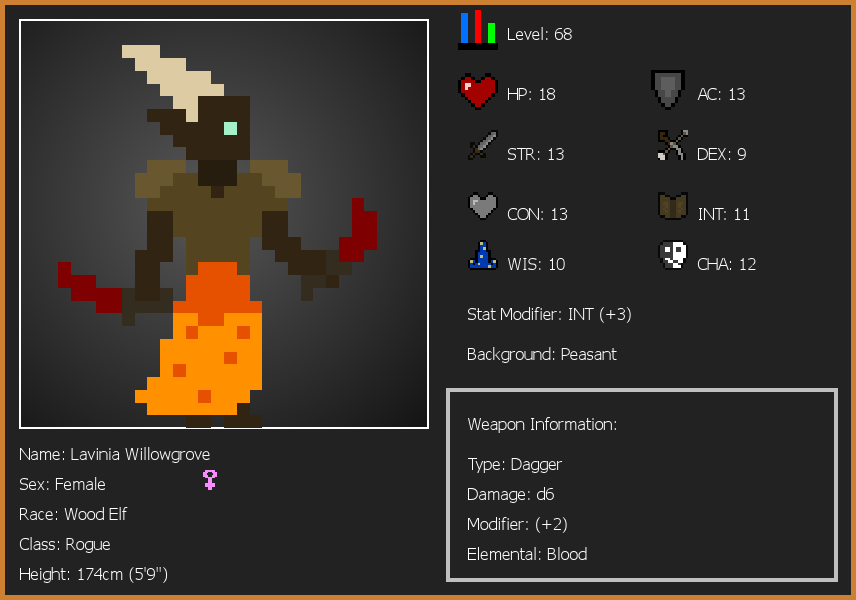 Level: 68
HP: 18
AC: 13
STR: 13
DEX: 9
CON: 13
INT: 11
WIS: 10
CHA: 12
Stat Modifier: INT (+3)
Background: Peasant
Weapon Information:
Type: Dagger
Damage: d6
Modifier: (+2)
Elemental: Blood
Name: Lavinia Willowgrove
Sex: Female
Race: Wood Elf
Class: Rogue
Height: 174cm (5'9")